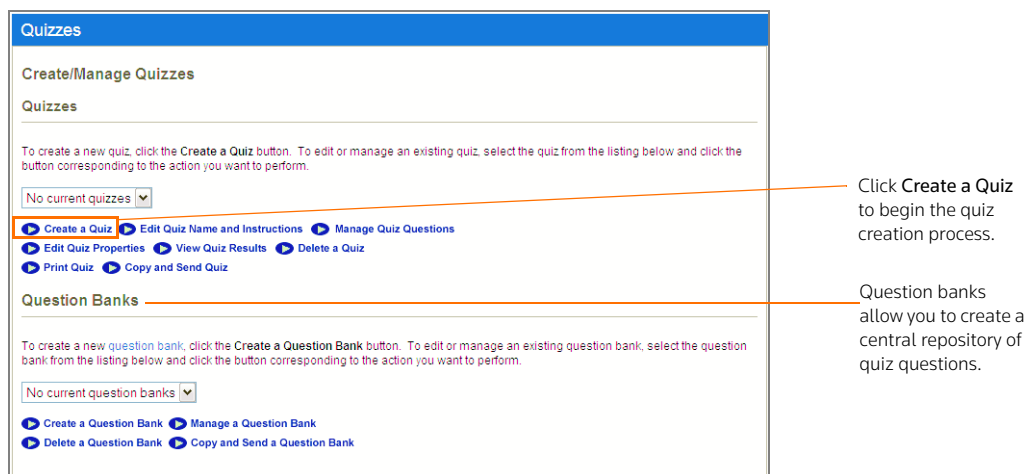 Quizzes
Create/Manage Quizzes
Quizzes
To create a new quiz, click the Create a Quiz button. To edit or manage an existing quiz, select the quiz from the listing below and click the
button corresponding to the action you want to perform.
No current quizzes
Create a Quiz Edit Quiz Name and Instructions Manage Quiz Questions
Edit Quiz Properties View Quiz Results Delete a Quiz
Print Quiz Copy and Send Quiz
Click Create a Quiz
to begin the quiz
creation process.
Question Banks
Question banks
allow you to create a
central repository of
quiz questions.
To create a new question bank, click the Create a Question Bank button. To edit or manage an existing question bank, select the question
bank from the listing below and click the button corresponding to the action you want to perform.
No current question banks
Create a Question Bank Manage a Question Bank
Delete a Question Bank Copy and Send a Question Bank